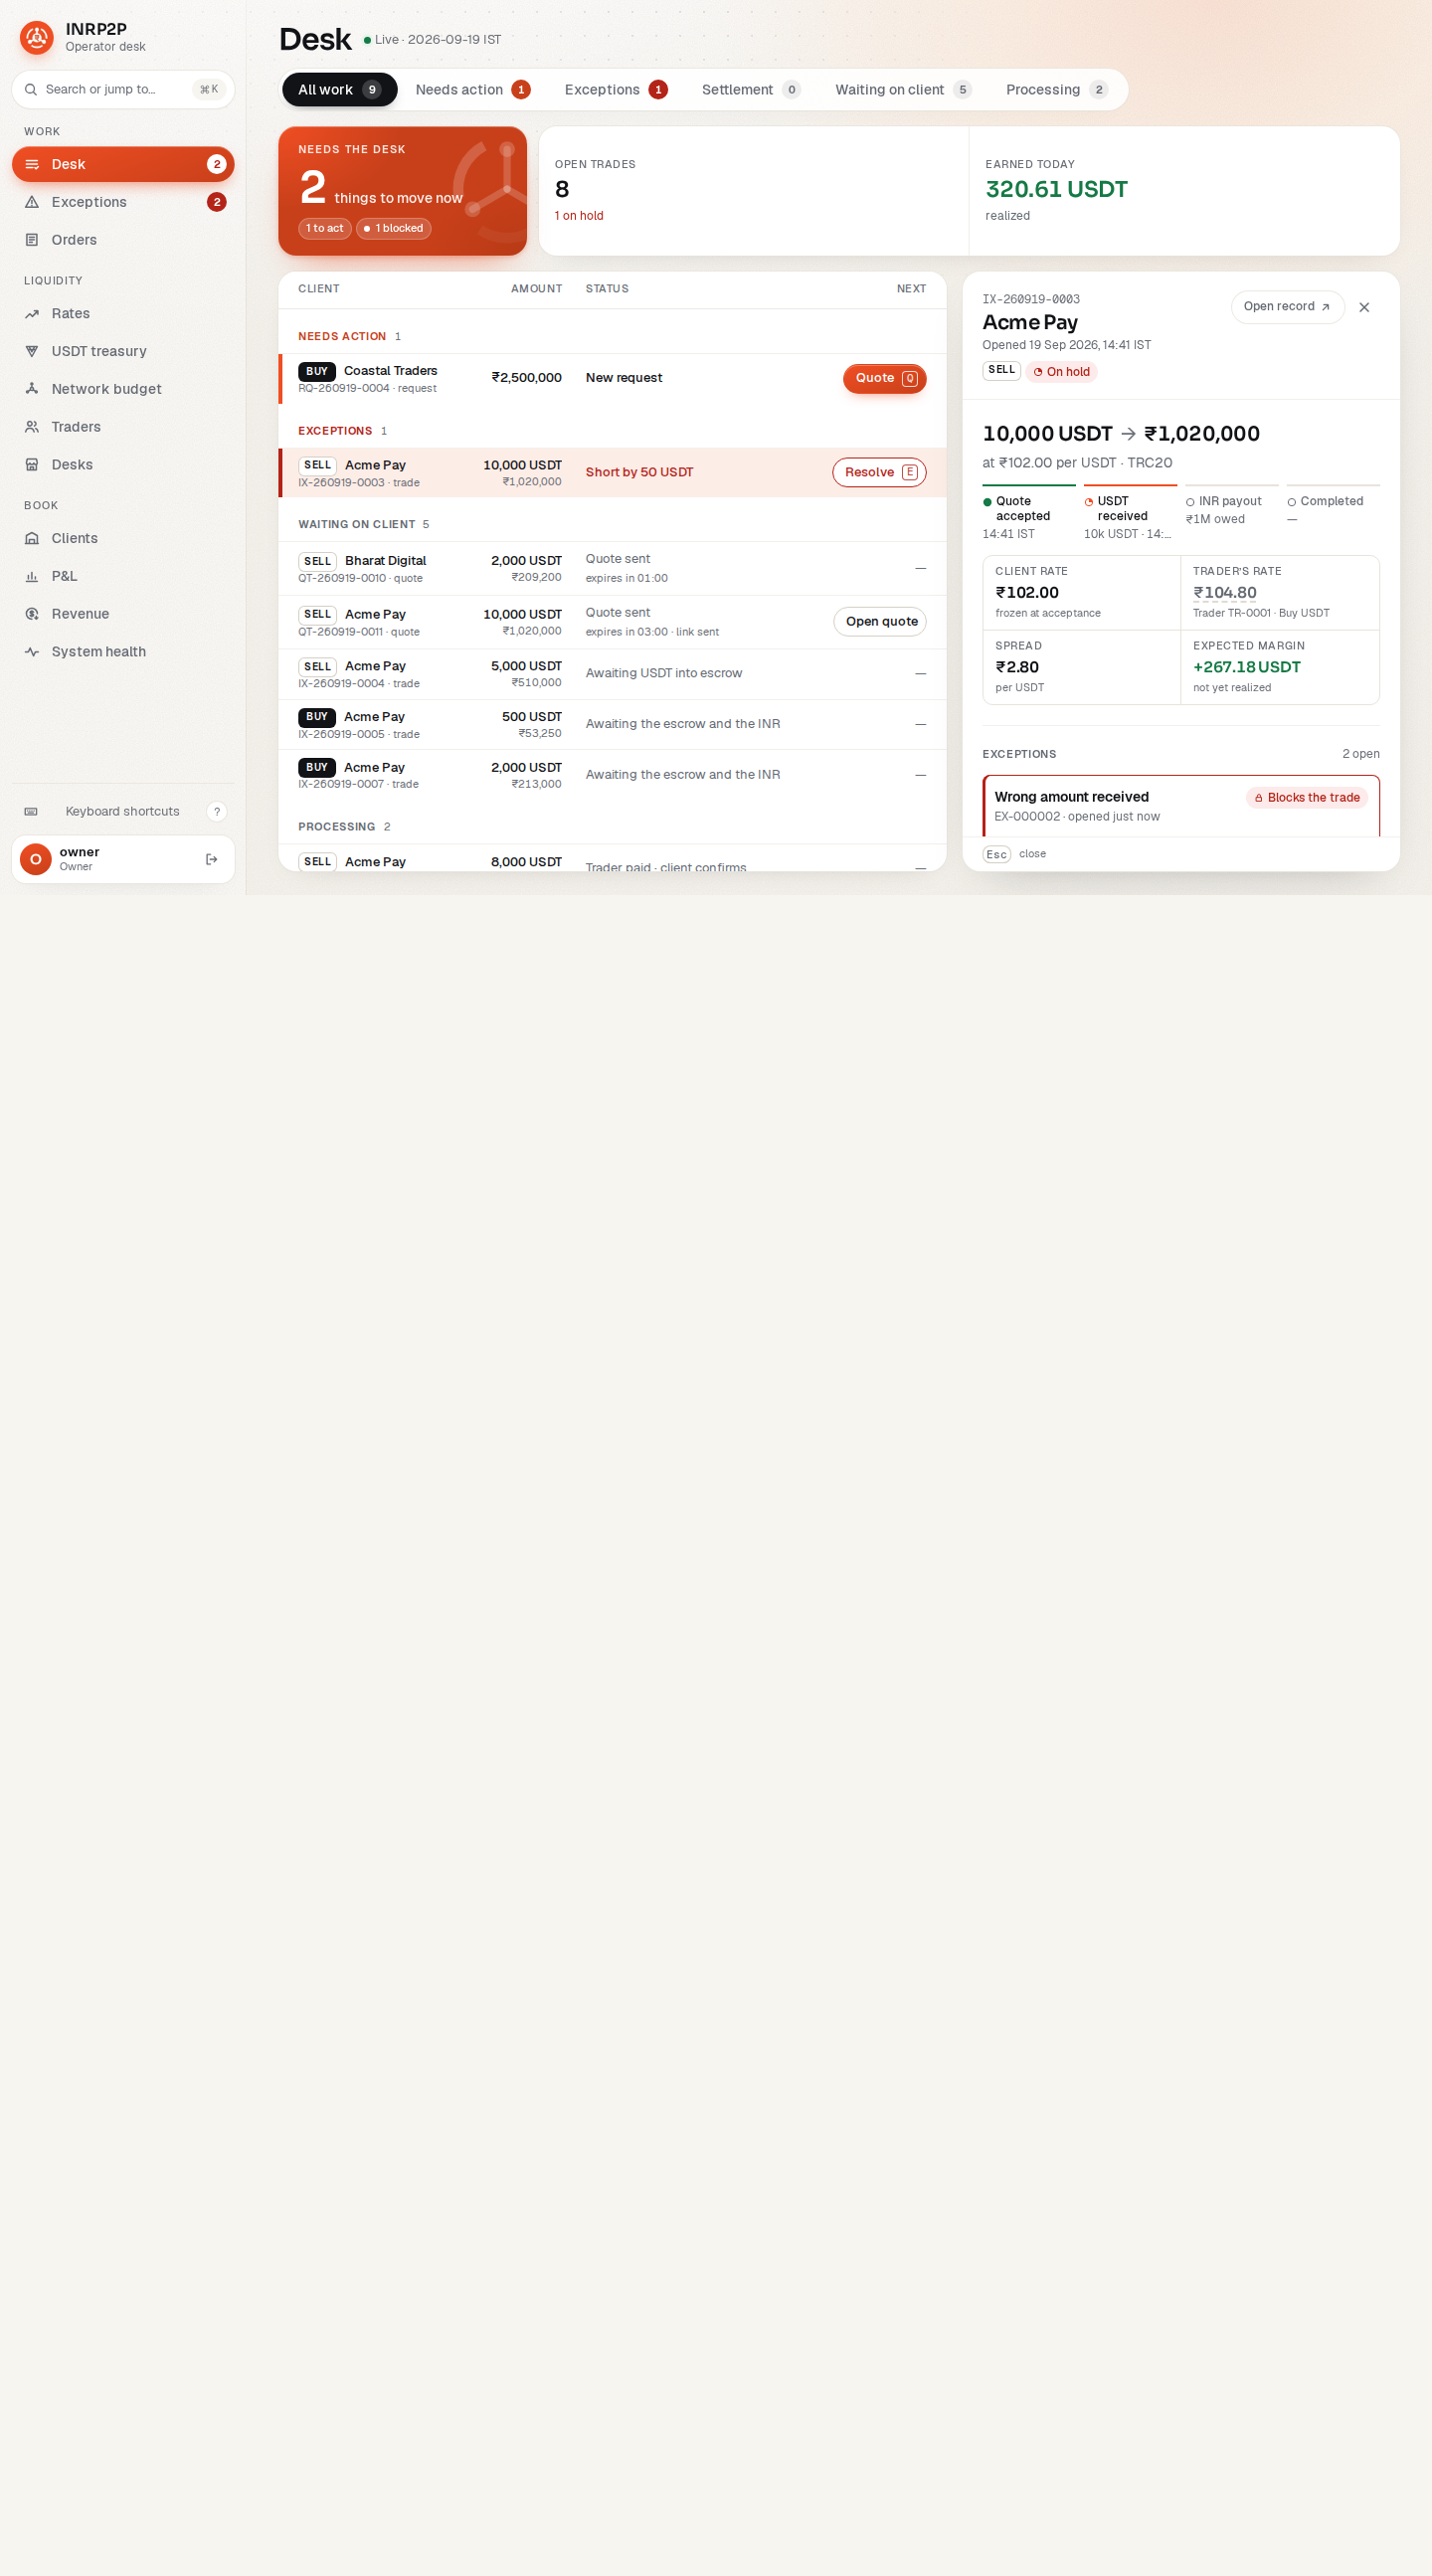 INRP2P
Operator desk
Search or jump to...
⌘K
WORK
Desk 2
Exceptions 2
Orders
LIQUIDITY
Rates
USDT treasury
Network budget
Traders
Desks
BOOK
Clients
P&L
Revenue
System health
Keyboard shortcuts ?
O
owner
Owner
Desk
Live · 2026-09-19 IST
All work 9
Needs action 1
Exceptions 1
Settlement 0
Waiting on client 5
Processing 2
NEEDS THE DESK
2 things to move now
1 to act
1 blocked
OPEN TRADES
8
1 on hold
EARNED TODAY
320.61 USDT
realized
CLIENT AMOUNT STATUS NEXT
NEEDS ACTION 1
BUY Coastal Traders ₹2,500,000 New request Quote Q
RQ-260919-0004 · request
EXCEPTIONS 1
SELL Acme Pay 10,000 USDT Short by 50 USDT Resolve E
IX-260919-0003 · trade ₹1,020,000
WAITING ON CLIENT 5
SELL Bharat Digital 2,000 USDT Quote sent —
QT-260919-0010 · quote ₹209,200 expires in 01:00
SELL Acme Pay 10,000 USDT Quote sent Open quote
QT-260919-0011 · quote ₹1,020,000 expires in 03:00 · link sent
SELL Acme Pay 5,000 USDT Awaiting USDT into escrow —
IX-260919-0004 · trade ₹510,000
BUY Acme Pay 500 USDT Awaiting the escrow and the INR —
IX-260919-0005 · trade ₹53,250
BUY Acme Pay 2,000 USDT Awaiting the escrow and the INR —
IX-260919-0007 · trade ₹213,000
PROCESSING 2
SELL Acme Pay 8,000 USDT Trader paid · client confirms —
IX-260919-0003
Acme Pay
Opened 19 Sep 2026, 14:41 IST
SELL On hold
Open record
10,000 USDT → ₹1,020,000
at ₹102.00 per USDT · TRC20
Quote accepted
14:41 IST
USDT received
10k USDT · 14:...
INR payout
₹1M owed
Completed
—
CLIENT RATE
₹102.00
frozen at acceptance
TRADER'S RATE
₹104.80
Trader TR-0001 · Buy USDT
SPREAD
₹2.80
per USDT
EXPECTED MARGIN
+267.18 USDT
not yet realized
EXCEPTIONS 2 open
Wrong amount received
Blocks the trade
EX-000002 · opened just now
Esc close